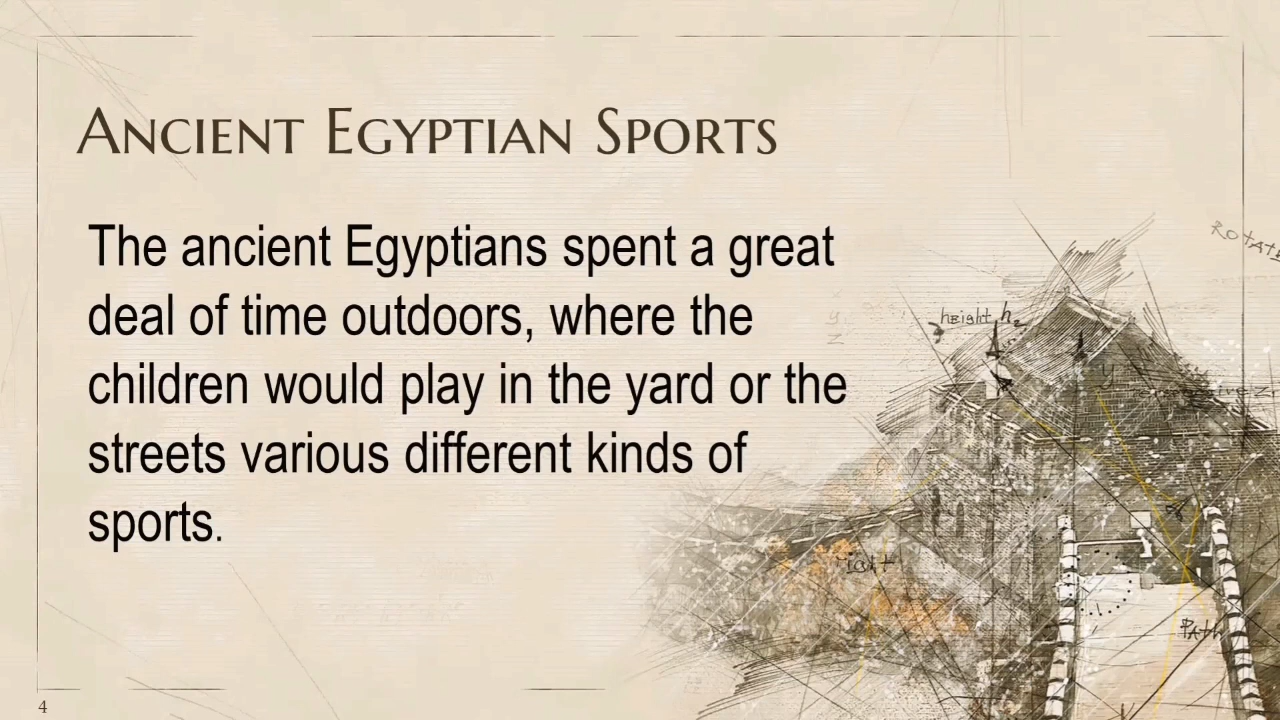 Ancient Egyptian Sports
The ancient Egyptians spent a great
deal of time outdoors, where the
children would play in the yard or the
streets various different kinds of
sports.
height h₂
Path
4